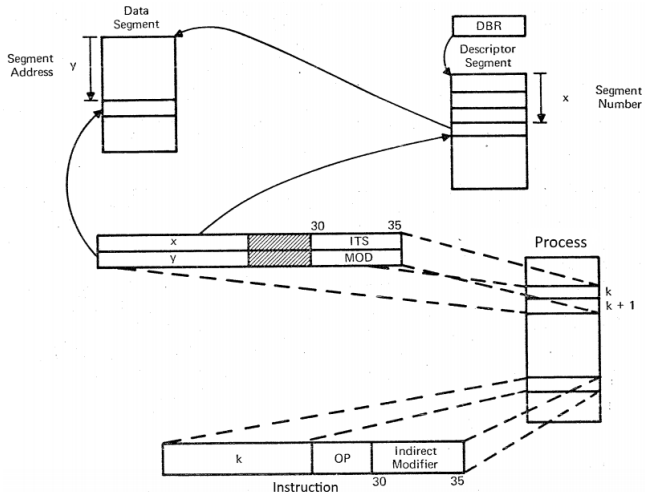 Data
Segment
DBR
Descriptor
Segment
Segment
Address
y
x
Segment
Number
30 35
x ITS
y MOD
Process
k
k + 1
k OP Indirect
Modifier
30 35
Instruction